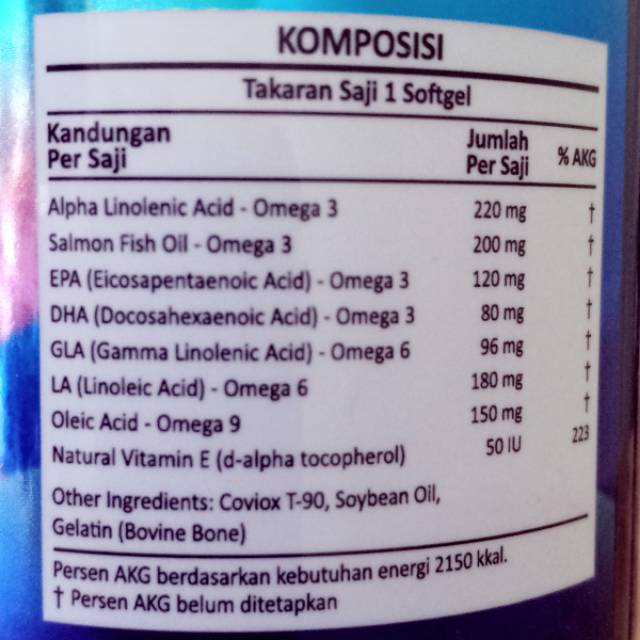 KOMPOSISI
Takaran Saji 1 Softgel
Kandungan Per Saji Jumlah Per Saji % AKG
Alpha Linolenic Acid - Omega 3 220 mg †
Salmon Fish Oil - Omega 3 200 mg †
EPA (Eicosapentaenoic Acid) - Omega 3 120 mg †
DHA (Docosahexaenoic Acid) - Omega 3 80 mg †
GLA (Gamma Linolenic Acid) - Omega 6 96 mg †
LA (Linoleic Acid) - Omega 6 180 mg †
Oleic Acid - Omega 9 150 mg †
Natural Vitamin E (d-alpha tocopherol) 50 IU 223
Other Ingredients: Coviox T-90, Soybean Oil,
Gelatin (Bovine Bone)
Persen AKG berdasarkan kebutuhan energi 2150 kkal.
† Persen AKG belum ditetapkan